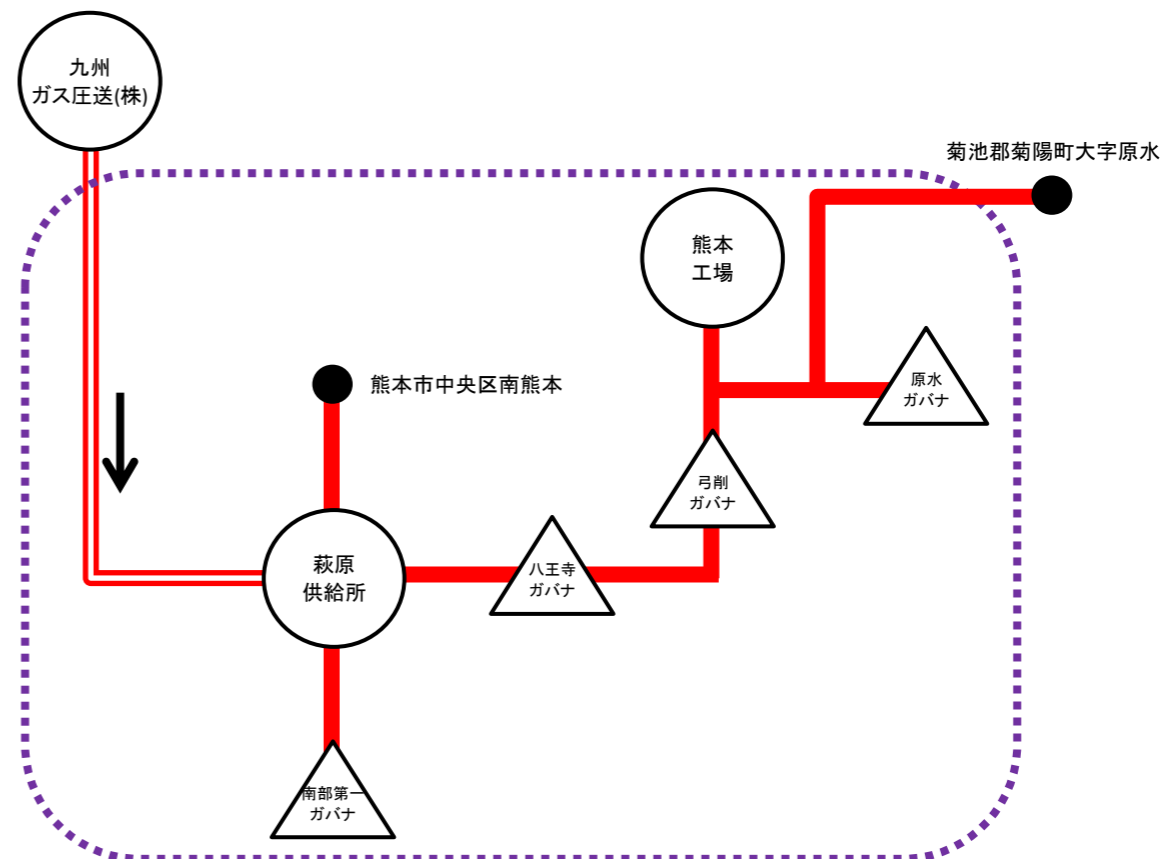 九州
ガス圧送(株)
菊池郡菊陽町大字原水
熊本
工場
原水
ガバナ
熊本市中央区南熊本
弓削
ガバナ
萩原
供給所
八王寺
ガバナ
南部第一
ガバナ